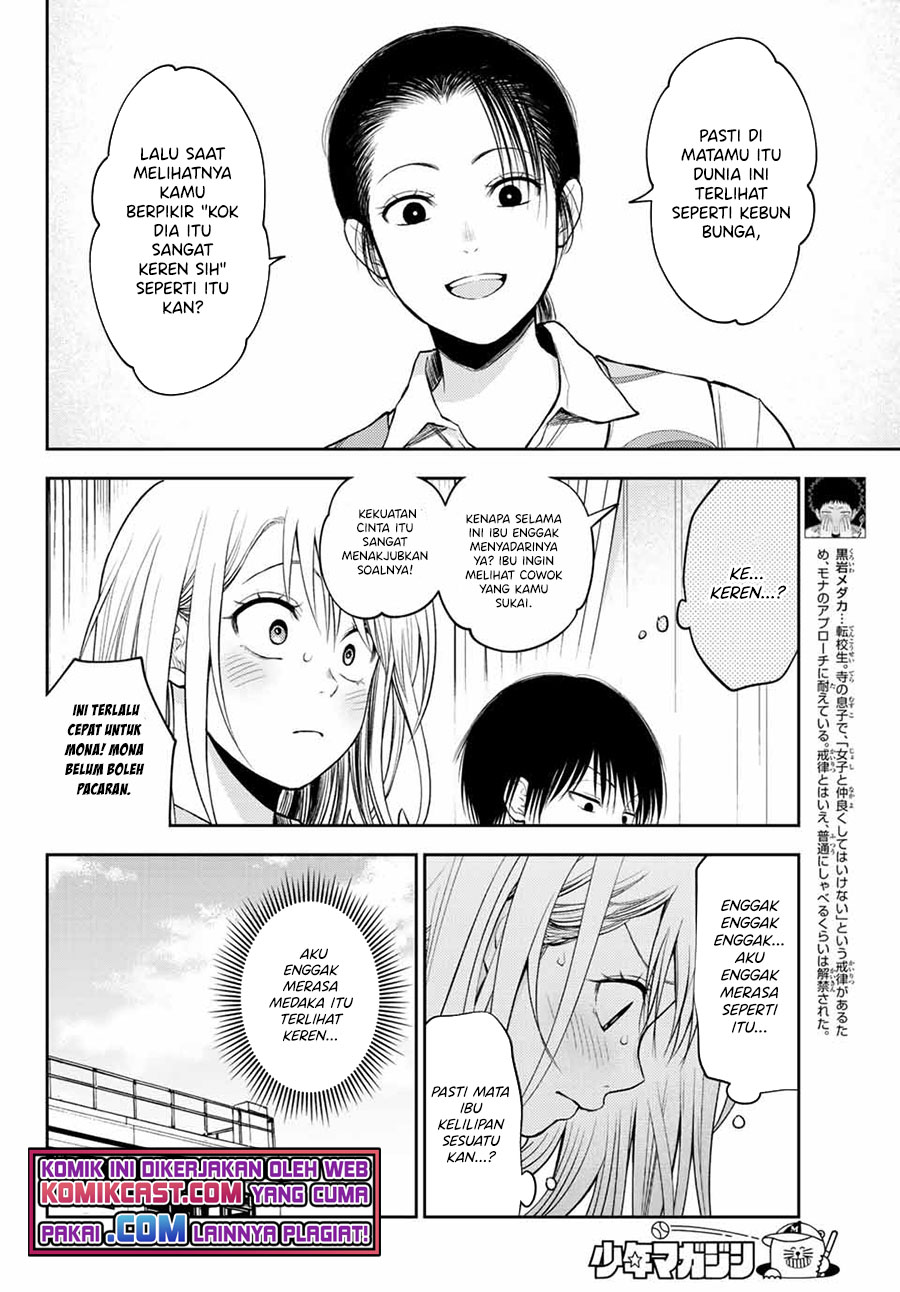 PASTI DI
MATAMU ITU
DUNIA INI
TERLIHAT
SEPERTI KEBUN
BUNGA,
LALU SAAT
MELIHATNYA
KAMU
BERPIKIR "KOK
DIA ITU
SANGAT
KEREN SIH"
SEPERTI ITU
KAN?
KE...
KEREN...?
KENAPA SELAMA
INI IBU ENGGAK
MENYADARINYA
YA? IBU INGIN
MELIHAT COWOK
YANG KAMU
SUKAI.
KEKUATAN
CINTA ITU
SANGAT
MENAKJUBKAN
SOALNYA!
INI TERLALU
CEPAT UNTUK
MONA! MONA
BELUM BOLEH
PACARAN.
黒岩メダカ…転校生。寺の息子で、「女子と仲良くしてはいけない」という戒律があるた
め、モナのアプローチに耐えている。戒律とはいえ、普通にしゃべるくらいは解禁された。
ENGGAK
ENGGAK
ENGGAK...
AKU
ENGGAK
MERASA
SEPERTI
ITU...
PASTI MATA
IBU
KELILIPAN
SESUATU
KAN...?
AKU
ENGGAK
MERASA
MEDAKA ITU
TERLIHAT
KEREN...
KOMIK INI DIKERJAKAN OLEH WEB
KOMIKCAST.COM YANG CUMA
PAKAI .COM LAINNYA PLAGIAT!
少年マガジン
M